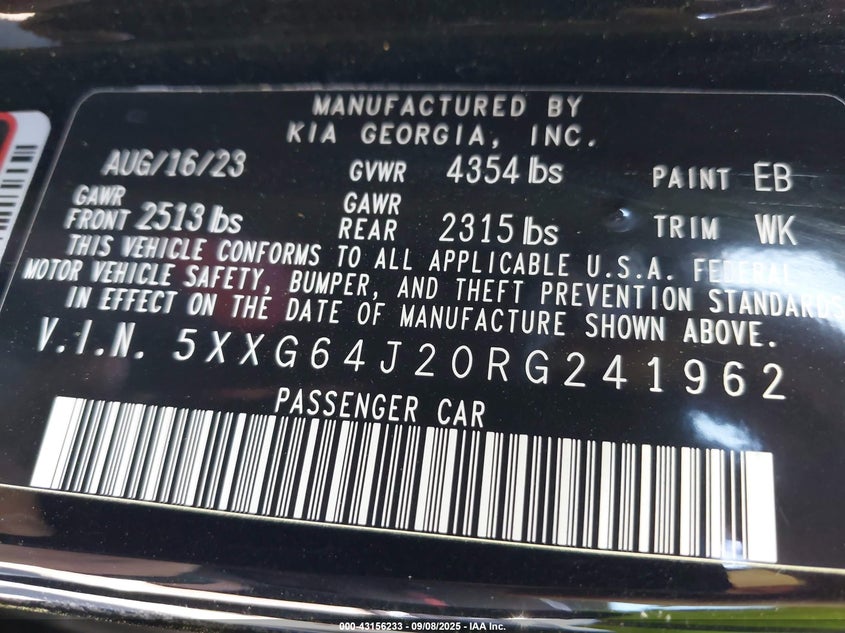 MANUFACTURED BY
KIA GEORGIA, INC.
AUG/16/23 GVWR 4354 lbs PAINT EB
GAWR FRONT 2513 lbs GAWR REAR 2315 lbs TRIM WK
THIS VEHICLE CONFORMS TO ALL APPLICABLE U.S.A. FEDERAL
MOTOR VEHICLE SAFETY, BUMPER, AND THEFT PREVENTION STANDARDS
IN EFFECT ON THE DATE OF MANUFACTURE SHOWN ABOVE.
V.I.N. 5XXG64J20RG241962
PASSENGER CAR
000-43156233 - 09/08/2025 - IAA Inc.